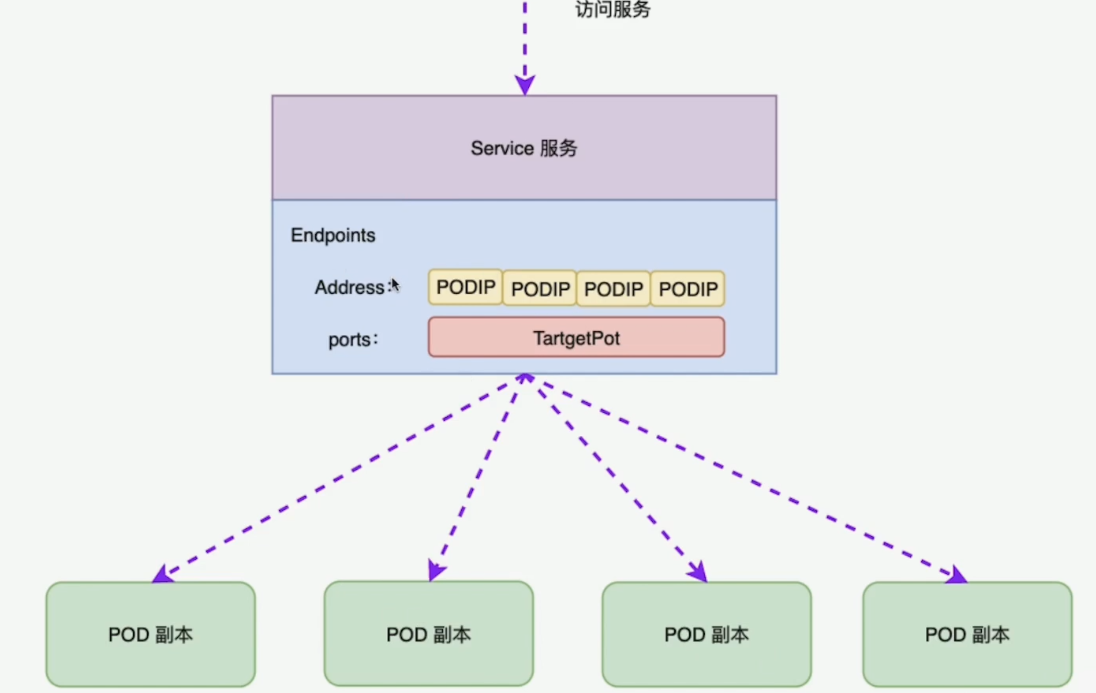 访问服务
Service 服务
Endpoints
Address: PODIP PODIP PODIP PODIP
ports: TartgetPot
POD 副本 POD 副本 POD 副本 POD 副本